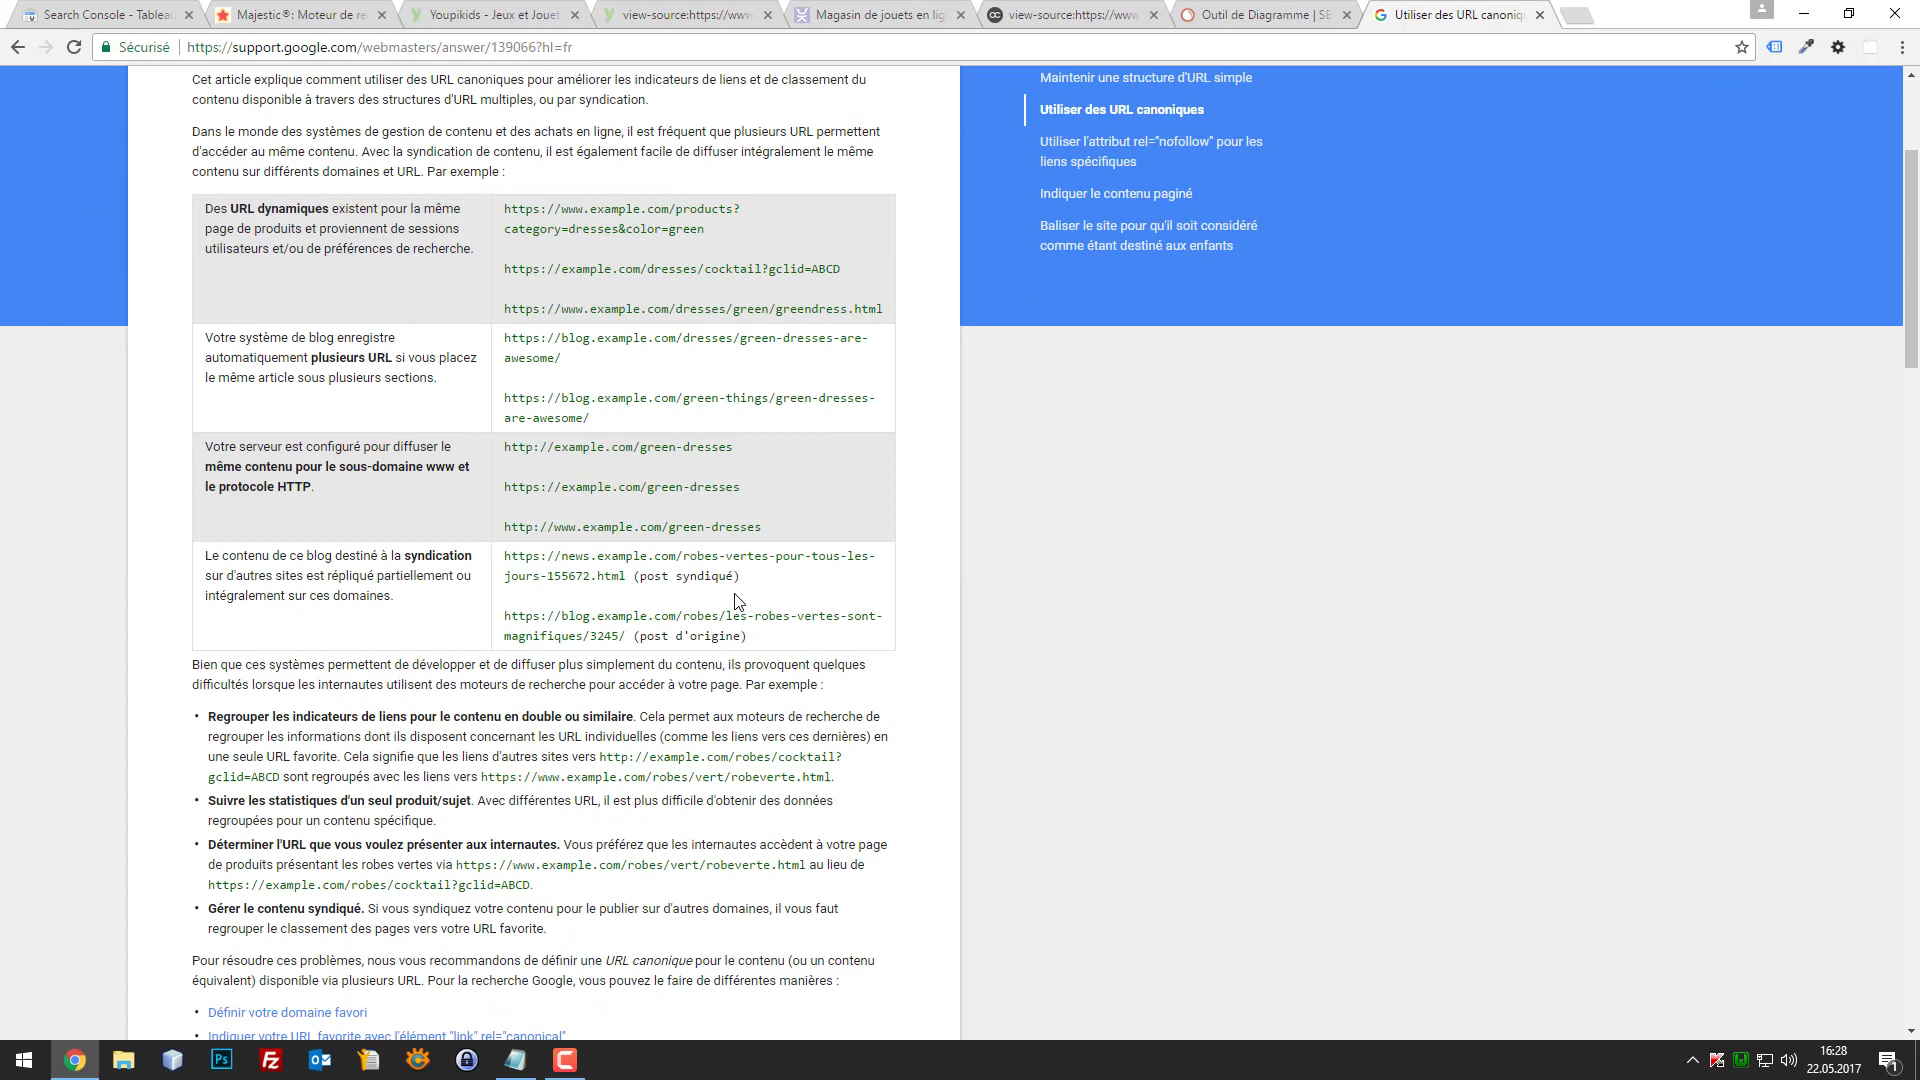 Search Console - Tableau
Majestic®: Moteur de re
Youpikids - Jeux et Jouet
view-source:https://www
Magasin de jouets en lig
view-source:https://www
Outil de Diagramme | SE
Utiliser des URL canoniq
Sécurisé
https://support.google.com/webmasters/answer/139066?hl=fr
Cet article explique comment utiliser des URL canoniques pour améliorer les indicateurs de liens et de classement du
contenu disponible à travers des structures d'URL multiples, ou par syndication.
Dans le monde des systèmes de gestion de contenu et des achats en ligne, il est fréquent que plusieurs URL permettent
d'accéder au même contenu. Avec la syndication de contenu, il est également facile de diffuser intégralement le même
contenu sur différents domaines et URL. Par exemple :
Des URL dynamiques existent pour la même
page de produits et proviennent de sessions
utilisateurs et/ou de préférences de recherche.
https://www.example.com/products?
category=dresses&color=green
https://example.com/dresses/cocktail?gclid=ABCD
https://www.example.com/dresses/green/greendress.html
Votre système de blog enregistre
automatiquement plusieurs URL si vous placez
le même article sous plusieurs sections.
https://blog.example.com/dresses/green-dresses-are-
awesome/
https://blog.example.com/green-things/green-dresses-
are-awesome/
Votre serveur est configuré pour diffuser le
même contenu pour le sous-domaine www et
le protocole HTTP.
http://example.com/green-dresses
https://example.com/green-dresses
http://www.example.com/green-dresses
Le contenu de ce blog destiné à la syndication
sur d'autres sites est répliqué partiellement ou
intégralement sur ces domaines.
https://news.example.com/robes-vertes-pour-tous-les-
jours-155672.html (post syndiqué)
https://blog.example.com/robes/les-robes-vertes-sont-
magnifiques/3245/ (post d'origine)
Bien que ces systèmes permettent de développer et de diffuser plus simplement du contenu, ils provoquent quelques
difficultés lorsque les internautes utilisent des moteurs de recherche pour accéder à votre page. Par exemple :
• Regrouper les indicateurs de liens pour le contenu en double ou similaire. Cela permet aux moteurs de recherche de
regrouper les informations dont ils disposent concernant les URL individuelles (comme les liens vers ces dernières) en
une seule URL favorite. Cela signifie que les liens d'autres sites vers http://example.com/robes/cocktail?
gclid=ABCD sont regroupés avec les liens vers https://www.example.com/robes/vert/robeverte.html.
• Suivre les statistiques d'un seul produit/sujet. Avec différentes URL, il est plus difficile d'obtenir des données
regroupées pour un contenu spécifique.
• Déterminer l'URL que vous voulez présenter aux internautes. Vous préférez que les internautes accèdent à votre page
de produits présentant les robes vertes via https://www.example.com/robes/vert/robeverte.html au lieu de
https://example.com/robes/cocktail?gclid=ABCD.
• Gérer le contenu syndiqué. Si vous syndiquez votre contenu pour le publier sur d'autres domaines, il vous faut
regrouper le classement des pages vers votre URL favorite.
Pour résoudre ces problèmes, nous vous recommandons de définir une URL canonique pour le contenu (ou un contenu
équivalent) disponible via plusieurs URL. Pour la recherche Google, vous pouvez le faire de différentes manières :
• Définir votre domaine favori
• Indiquer votre URL favorite avec l'élément "link" rel="canonical"
Maintenir une structure d'URL simple
Utiliser des URL canoniques
Utiliser l'attribut rel="nofollow" pour les
liens spécifiques
Indiquer le contenu paginé
Baliser le site pour qu'il soit considéré
comme étant destiné aux enfants
16:28
22.05.2017